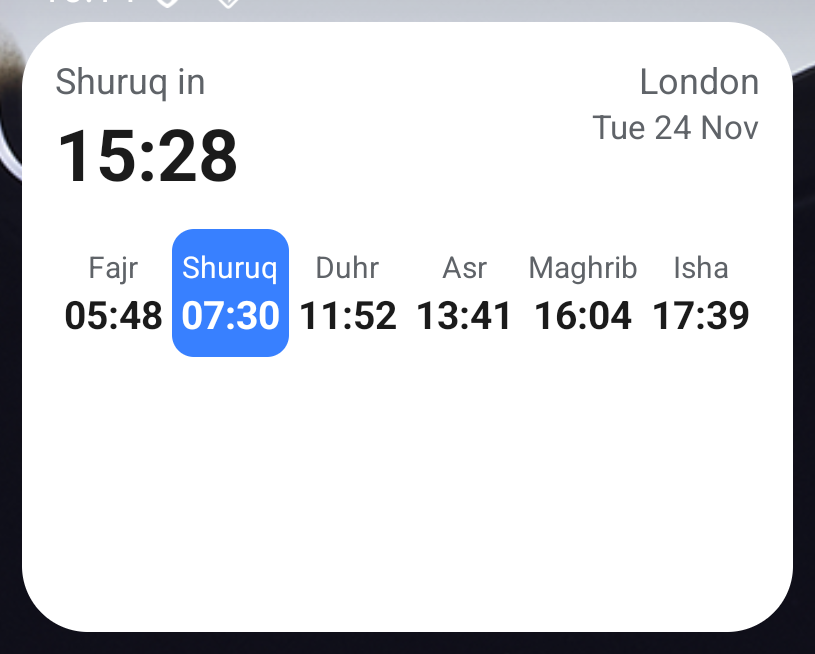 Shuruq in
London
15:28
Tue 24 Nov
Fajr Shuruq Duhr Asr Maghrib Isha
05:48 07:30 11:52 13:41 16:04 17:39